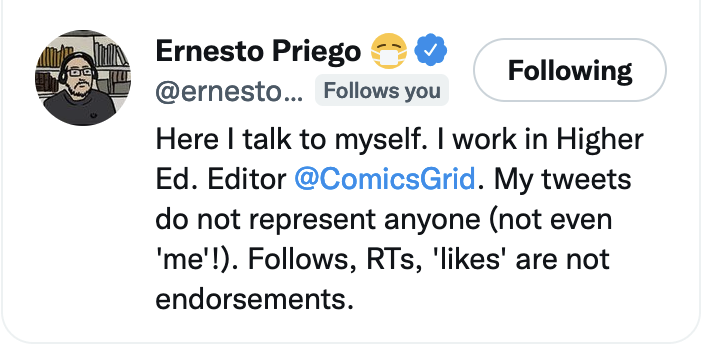 Ernesto Priego 😷
@ernesto... Follows you
Following
Here I talk to myself. I work in Higher
Ed. Editor @ComicsGrid. My tweets
do not represent anyone (not even
'me'!). Follows, RTs, 'likes' are not
endorsements.